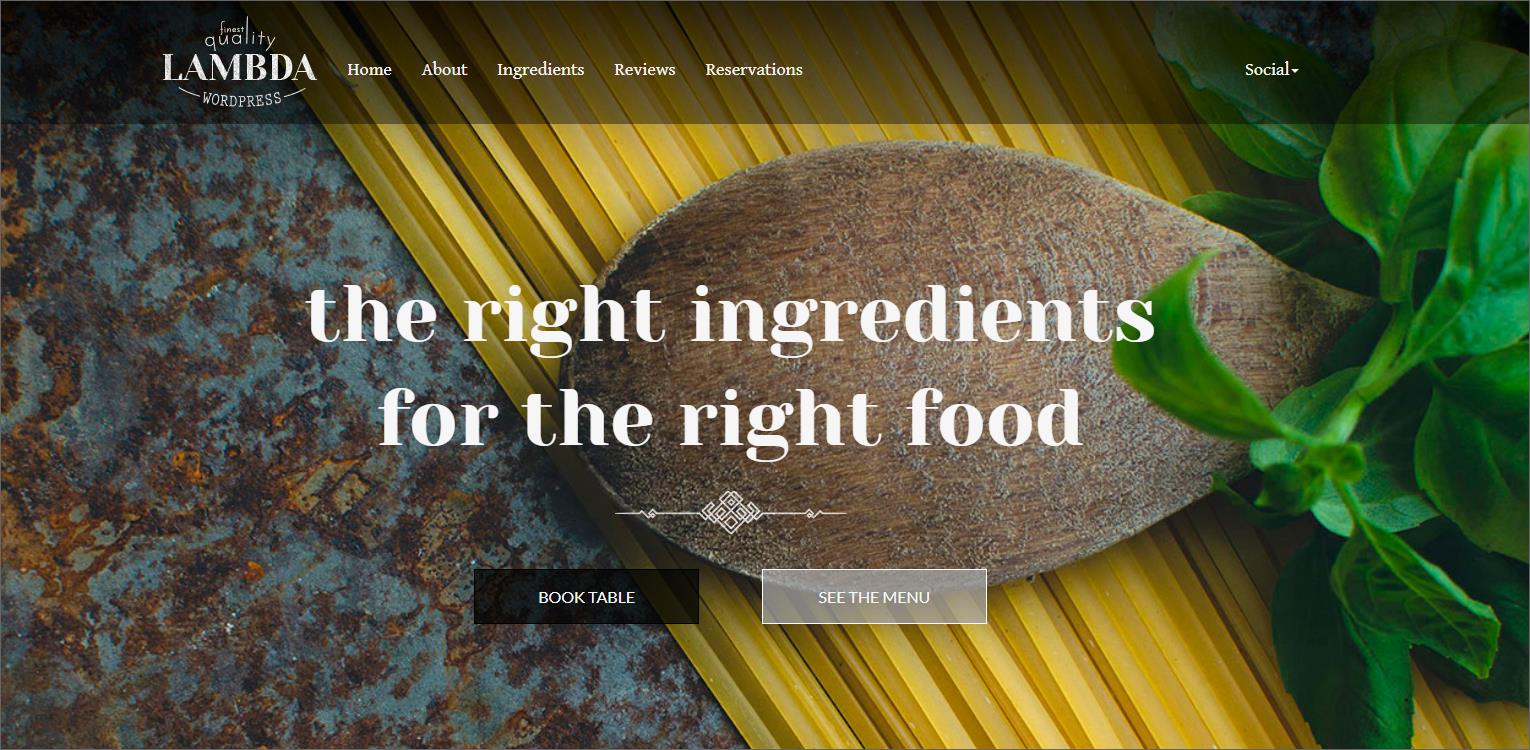 finest
quality
LAMBDA
WORDPRESS
Home About Ingredients Reviews Reservations Social
the right ingredients
for the right food
BOOK TABLE SEE THE MENU